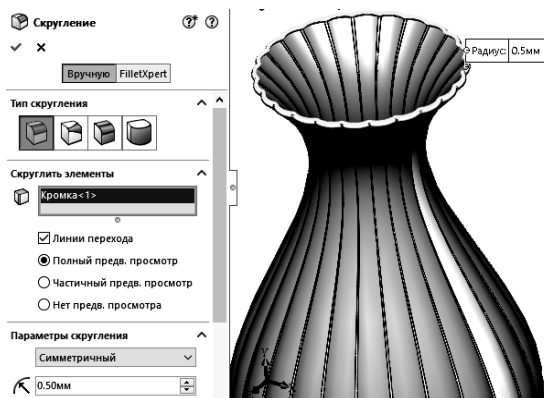 Скругление
Вручную FilletXpert
Тип скругления
Скруглить элементы
Кромка<1>
Линии перехода
Полный предв. просмотр
Частичный предв. просмотр
Нет предв. просмотра
Параметры скругления
Симметричный
0.50мм
Радиус: 0.5мм
Y